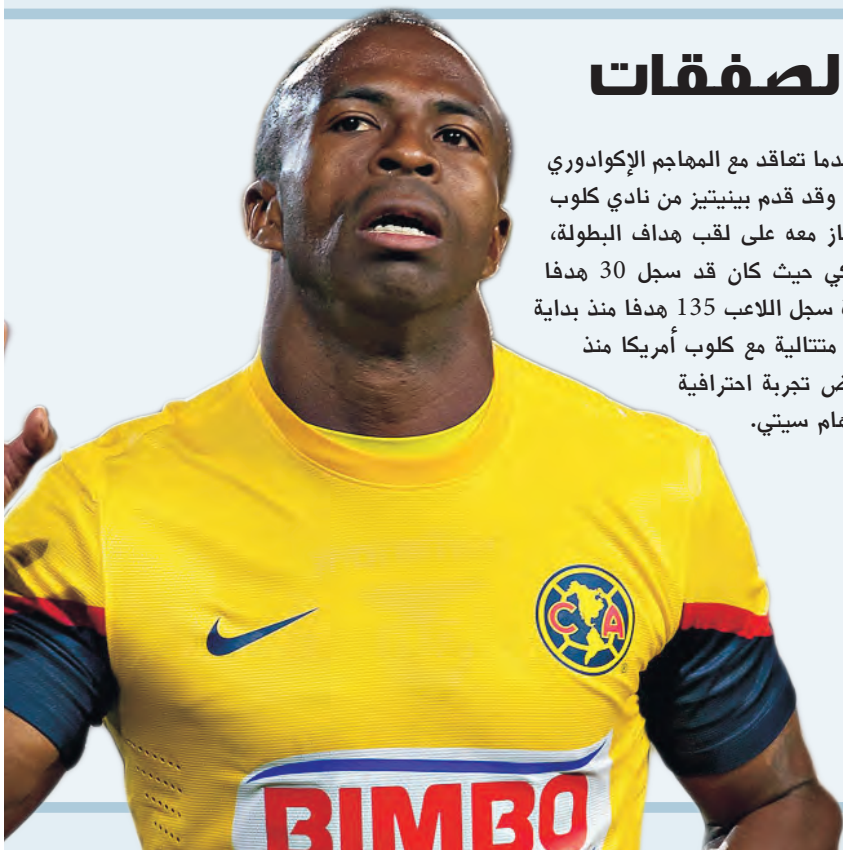 لصفقات
دما تعاقد مع المهاجم الإكوادوري
وقد قدم بينيتيز من نادي كلوب
از معه على لقب هداف البطولة،
كي حيث كان قد سجل 30 هدفا
ة سجل اللاعب 135 هدفا منذ بداية
متتالية مع كلوب أمريكا منذ
ض تجربة احترافية
هام سيتي.
CA
BIMBO